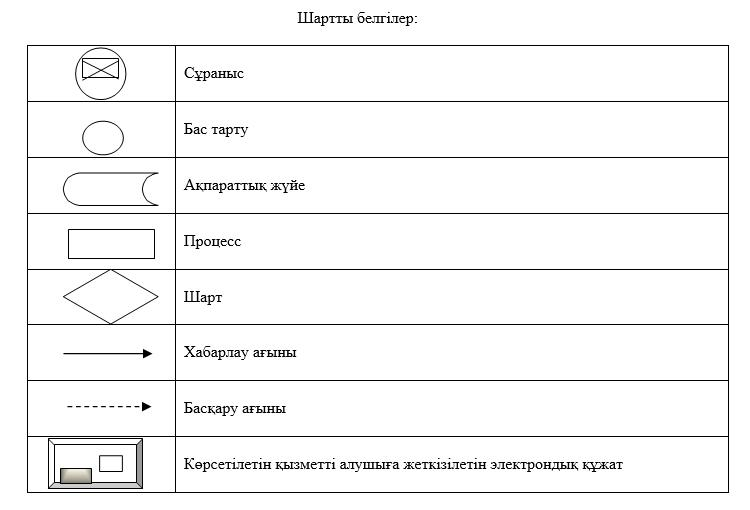 Шартты белгілер:
Сұраныс
Бас тарту
Ақпараттық жүйе
Процесс
Шарт
Хабарлау ағыны
Басқару ағыны
Көрсетілетін қызметті алушыға жеткізілетін электрондық құжат